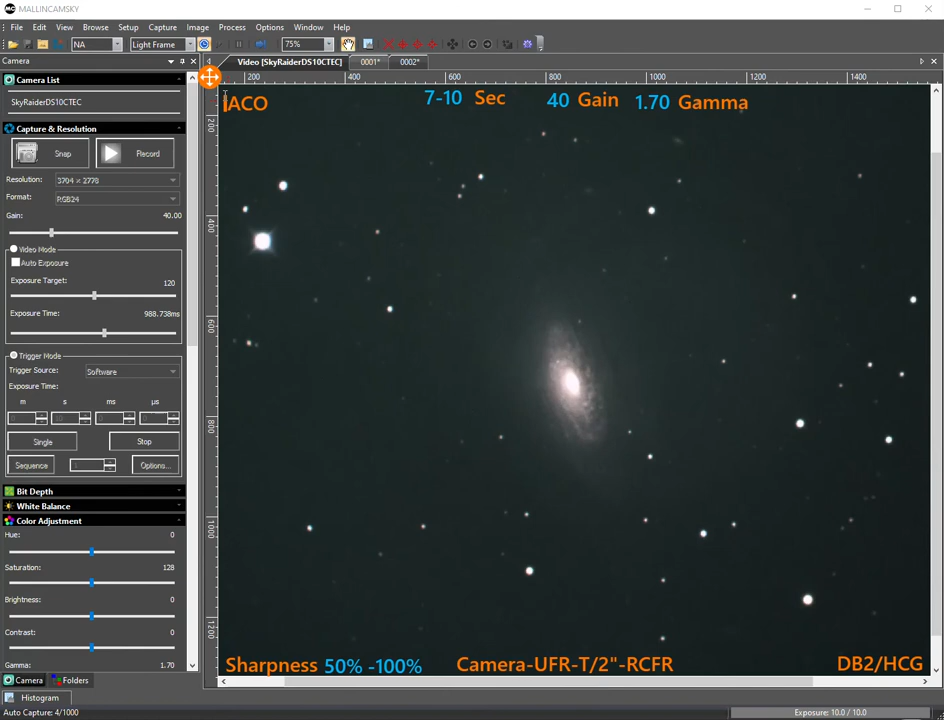 MALLINCAMSKY
File Edit View Browse Setup Capture Image Process Options Window Help
NA Light Frame 75%
Camera
Video [SkyRaiderDS10CTEC] 0001* 0002*
Camera List
SkyRaiderDS10CTEC
Capture & Resolution
Snap Record
Resolution: 3704 × 2778
Format: RGB24
Gain: 40.00
Video Mode
Auto Exposure
Exposure Target: 120
Exposure Time: 988.738ms
Trigger Mode
Trigger Source: Software
Exposure Time:
m s ms µs
Single Stop
Sequence Options...
Bit Depth
White Balance
Color Adjustment
Hue: 0
Saturation: 128
Brightness: 0
Contrast: 0
Gamma: 1.70
Camera Folders
Histogram
Auto Capture: 4/1000
200 400 600 800 1000 1200 1400
200
400
600
800
1000
1200
IACO 7-10 Sec 40 Gain 1.70 Gamma
Sharpness 50% -100% Camera-UFR-T/2"-RCFR DB2/HCG
Exposure: 10.0 / 10.0